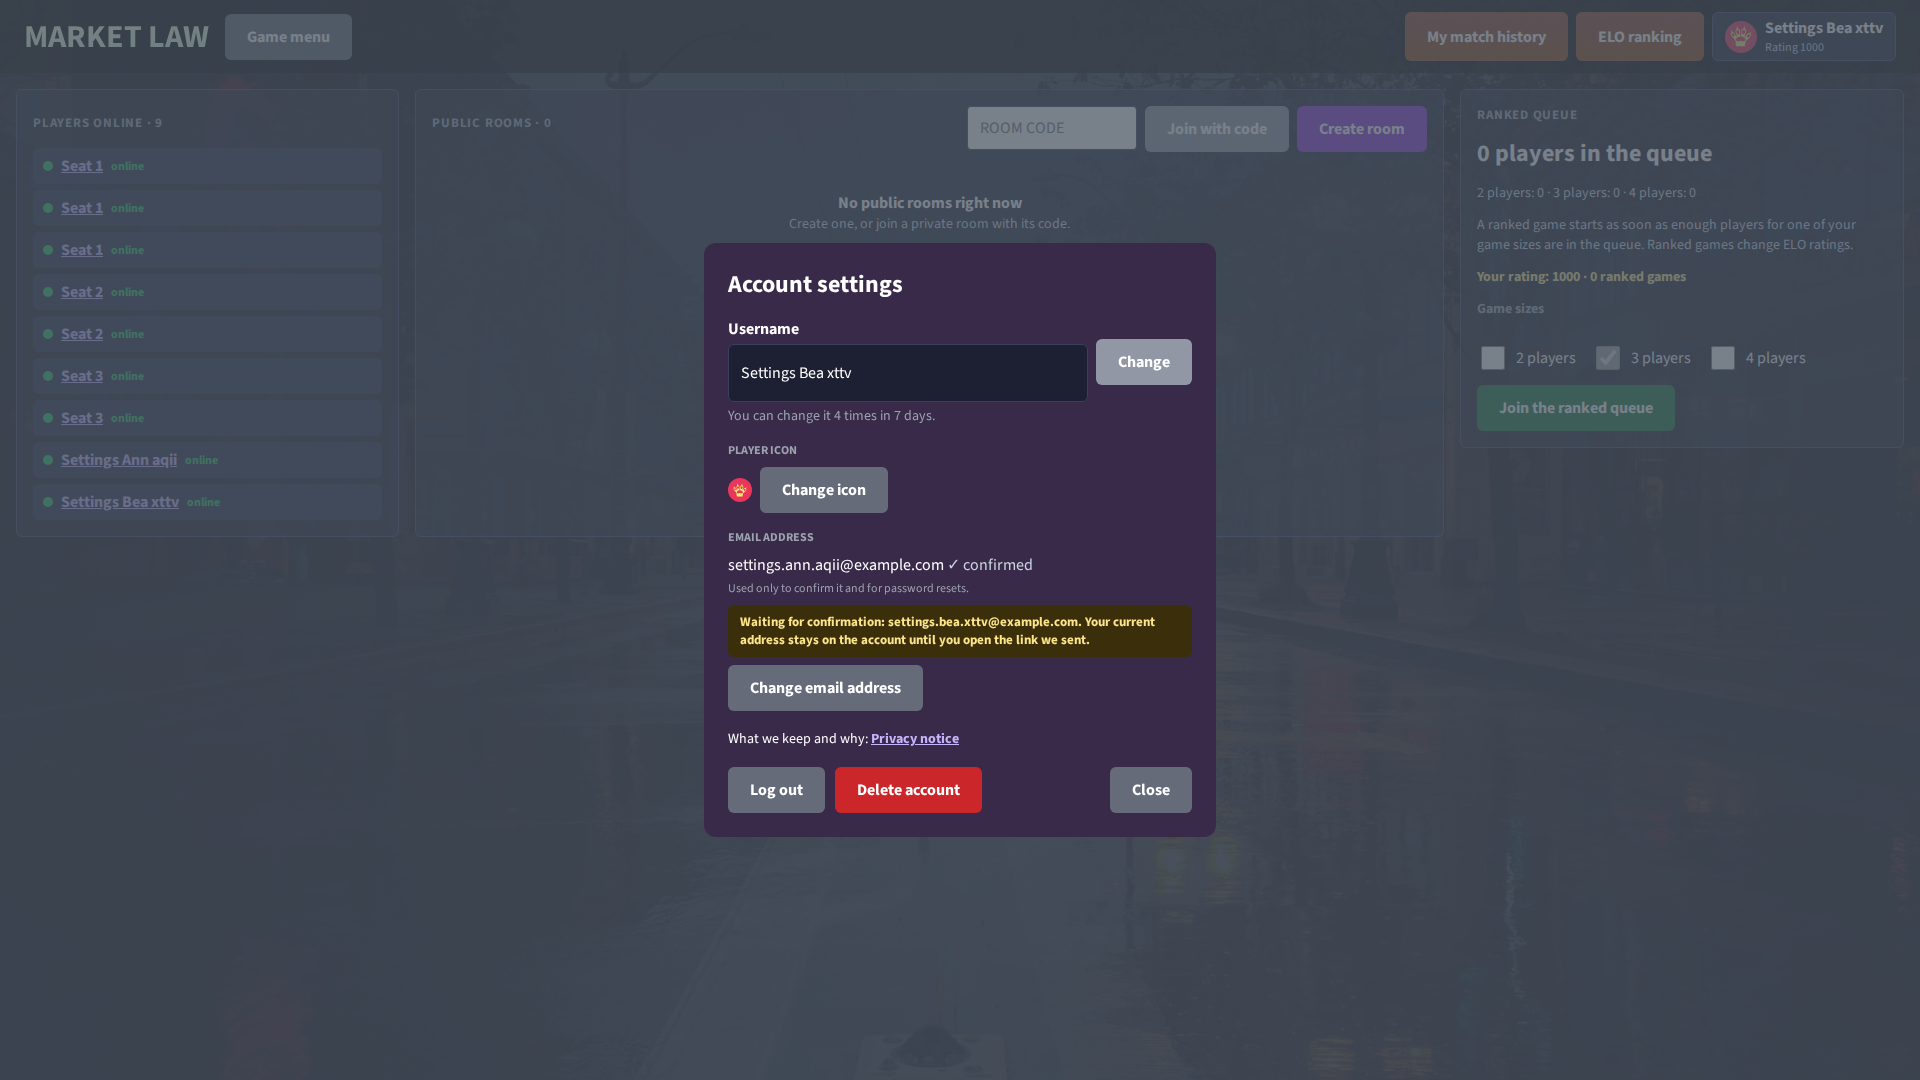 MARKET LAW
Game menu
My match history
ELO ranking
Settings Bea xttv
Rating 1000
PLAYERS ONLINE · 9
Seat 1 online
Seat 1 online
Seat 1 online
Seat 2 online
Seat 2 online
Seat 3 online
Seat 3 online
Settings Ann aqii online
Settings Bea xttv online
PUBLIC ROOMS · 0
ROOM CODE
Join with code
Create room
No public rooms right now
Create one, or join a private room with its code.
RANKED QUEUE
0 players in the queue
2 players: 0 · 3 players: 0 · 4 players: 0
A ranked game starts as soon as enough players for one of your
game sizes are in the queue. Ranked games change ELO ratings.
Your rating: 1000 · 0 ranked games
Game sizes
2 players
3 players
4 players
Join the ranked queue
Account settings
Username
Settings Bea xttv
Change
You can change it 4 times in 7 days.
PLAYER ICON
Change icon
EMAIL ADDRESS
settings.ann.aqii@example.com ✓ confirmed
Used only to confirm it and for password resets.
Waiting for confirmation: settings.bea.xttv@example.com. Your current
address stays on the account until you open the link we sent.
Change email address
What we keep and why: Privacy notice
Log out
Delete account
Close